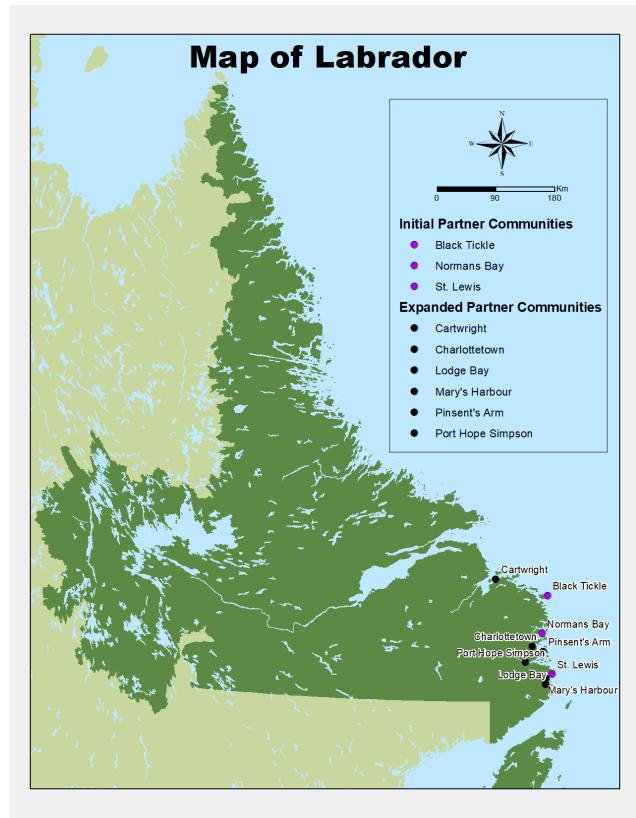 Map of Labrador
N
W E
S
Km
0 90 180
Initial Partner Communities
Black Tickle
Normans Bay
St. Lewis
Expanded Partner Communities
Cartwright
Charlottetown
Lodge Bay
Mary's Harbour
Pinsent's Arm
Port Hope Simpson
Cartwright
Black Tickle
Normans Bay
Charlottetown
Pinsent's Arm
Port Hope Simpson
St. Lewis
Lodge Bay
Mary's Harbour